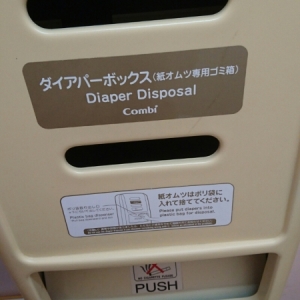 ダイアパーボックス(紙オムツ専用ゴミ箱)
Diaper Disposal
Combi
紙オムツはポリ袋に
入れて捨ててください。
Please put diapers into
plastic bag for disposal.
PUSH